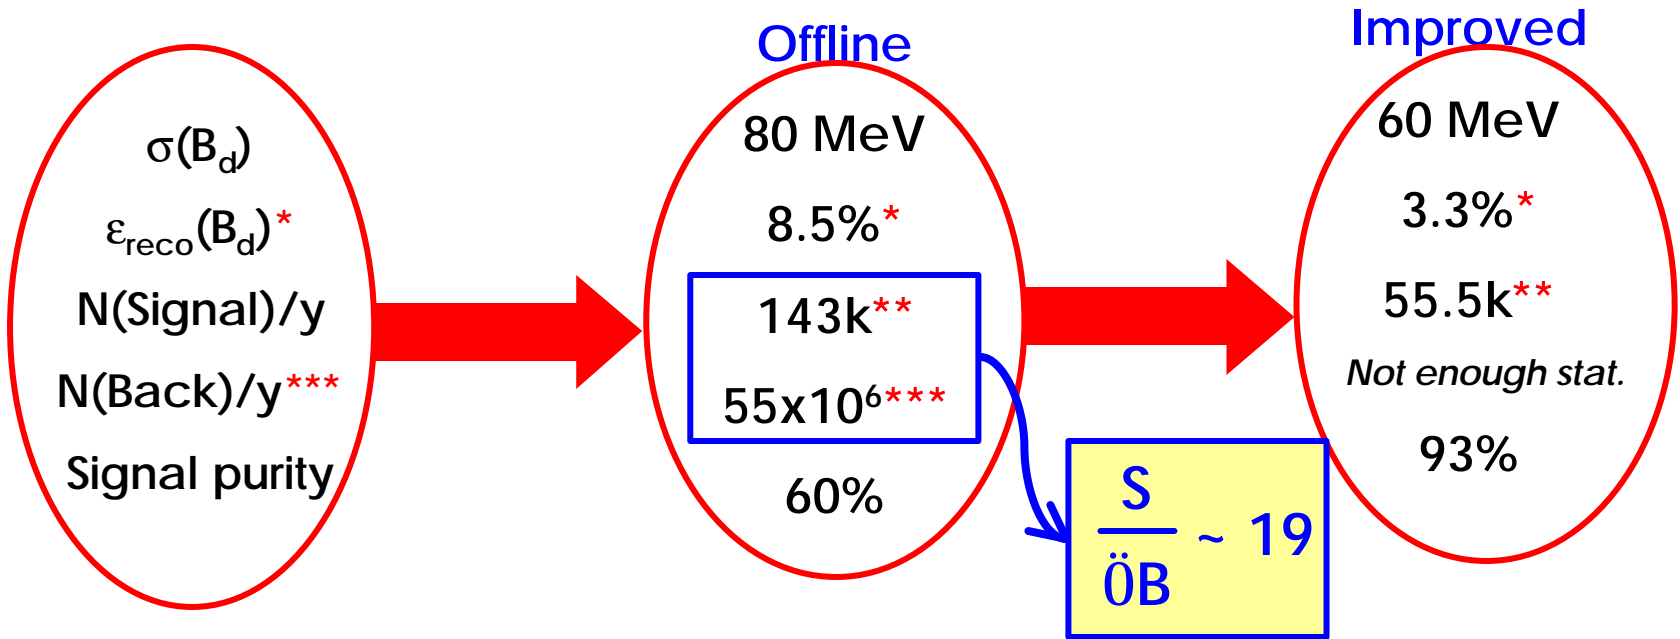 σ(Bd)
εreco(Bd)*
N(Signal)/y
N(Back)/y***
Signal purity
Offline
80 MeV
8.5%*
143k**
55x10⁶***
60%
S
ÖB
~ 19
Improved
60 MeV
3.3%*
55.5k**
Not enough stat.
93%